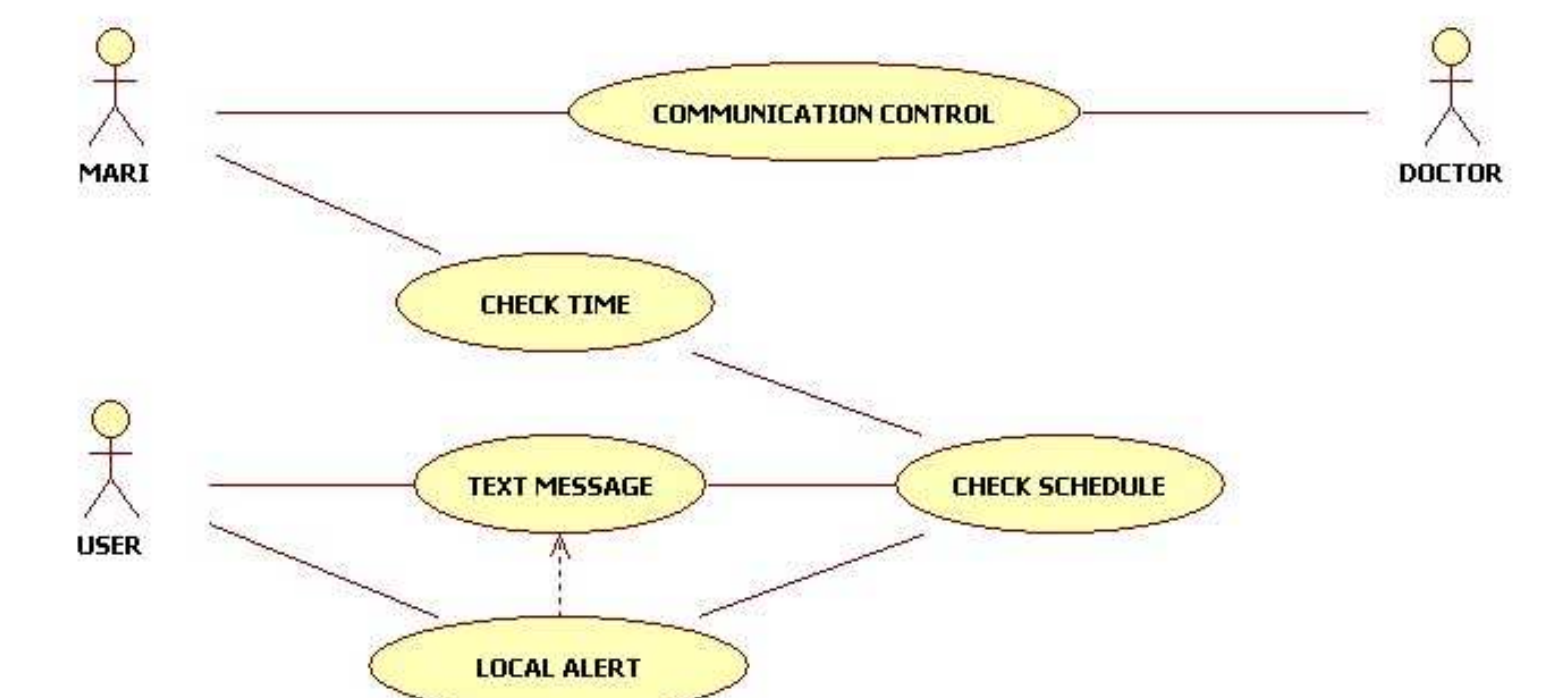 COMMUNICATION CONTROL
MARI
DOCTOR
CHECK TIME
TEXT MESSAGE
CHECK SCHEDULE
USER
LOCAL ALERT